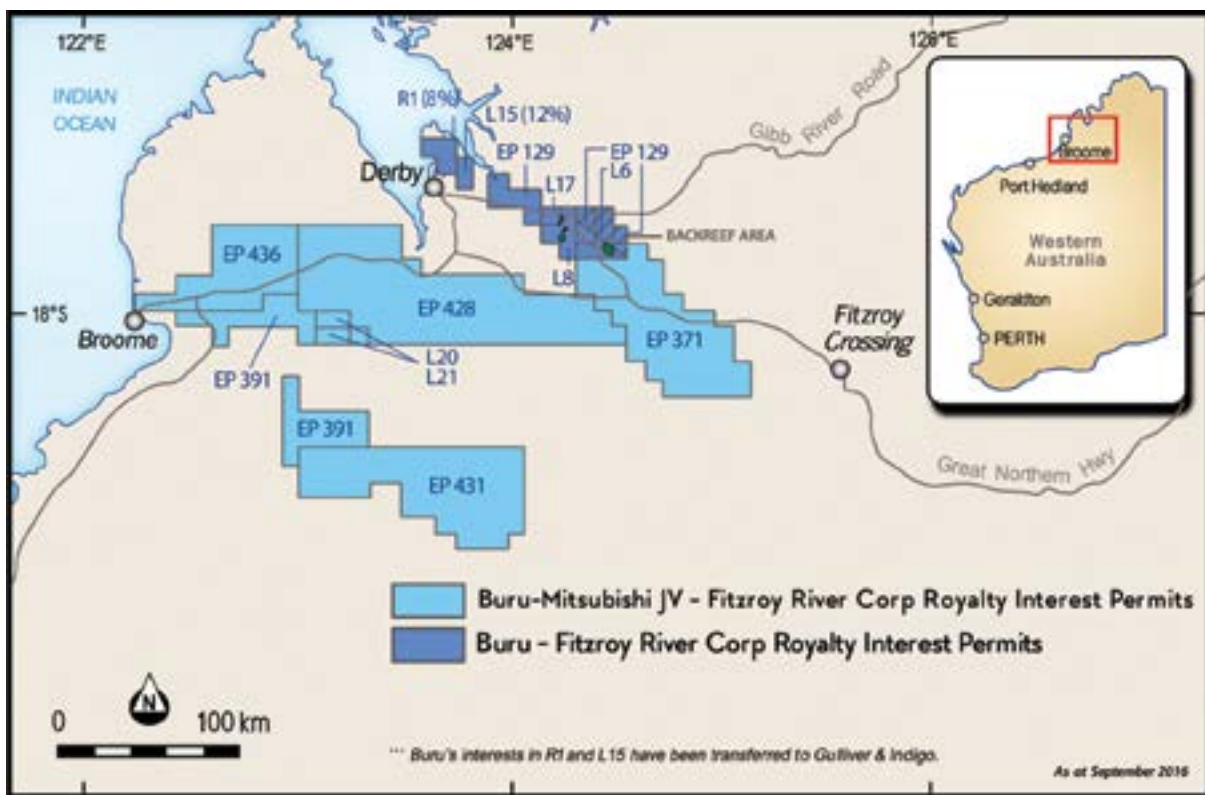 122°E
124°E
126°E
INDIAN
OCEAN
R1 (8%)
L15 (12%)
Gibb River Road
EP 129
EP 129
L6
L17
Derby
BACKREEF AREA
L8
EP 436
EP 428
18°S
Broome
EP 371
Fitzroy
Crossing
L20
L21
EP 391
EP 391
EP 431
Great Northern Hwy
Broome
Port Hedland
Western
Australia
Geraldton
PERTH
Buru-Mitsubishi JV - Fitzroy River Corp Royalty Interest Permits
Buru - Fitzroy River Corp Royalty Interest Permits
N
0 100 km
*** Buru's interests in R1 and L15 have been transferred to Gulliver & Indigo.
As at September 2016